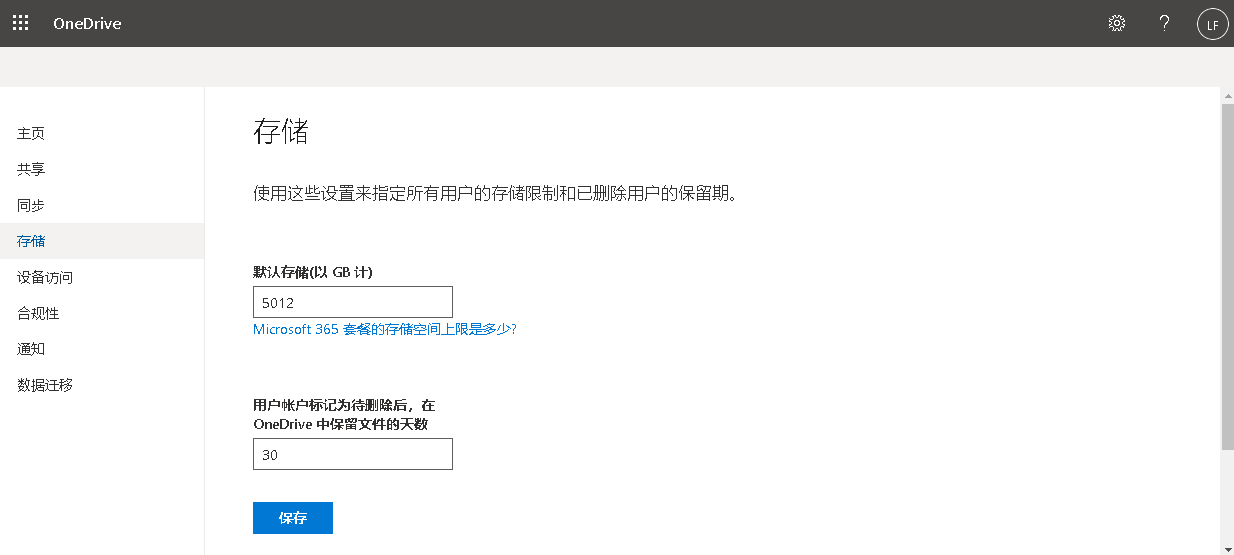 OneDrive
LF
主页
共享
同步
存储
设备访问
合规性
通知
数据迁移
存储
使用这些设置来指定所有用户的存储限制和已删除用户的保留期。
默认存储(以 GB 计)
5012
Microsoft 365 套餐的存储空间上限是多少?
用户帐户标记为待删除后，在
OneDrive 中保留文件的天数
30
保存